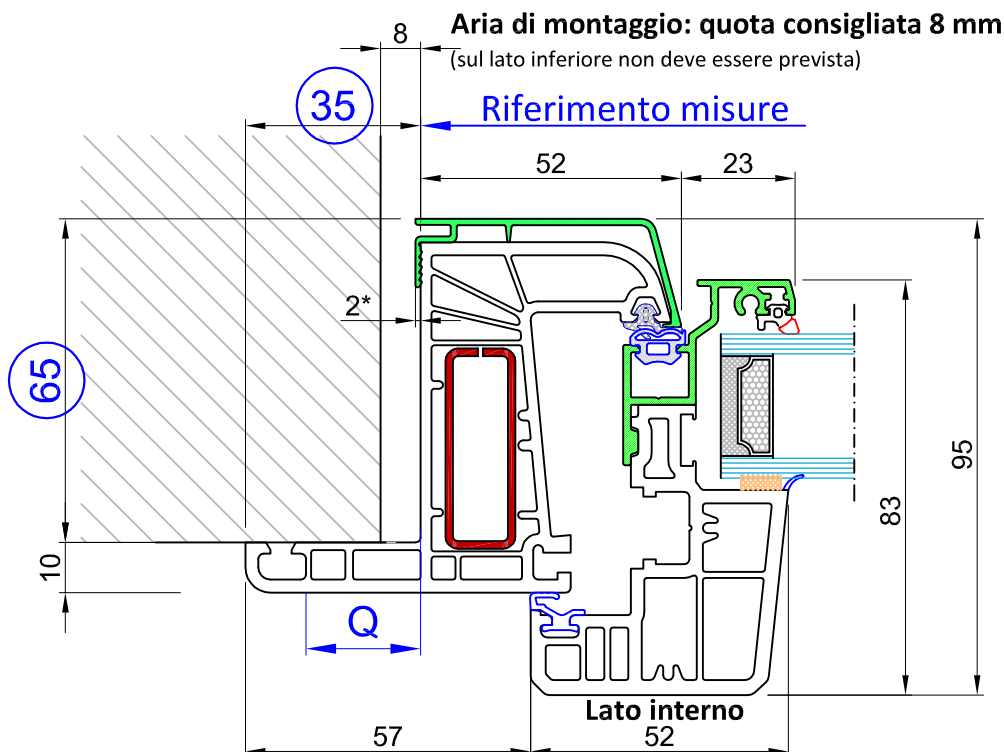 Aria di montaggio: quota consigliata 8 mm
(sul lato inferiore non deve essere prevista)
8
35
Riferimento misure
52
23
2*
65
95
83
10
Q
Lato interno
57
52